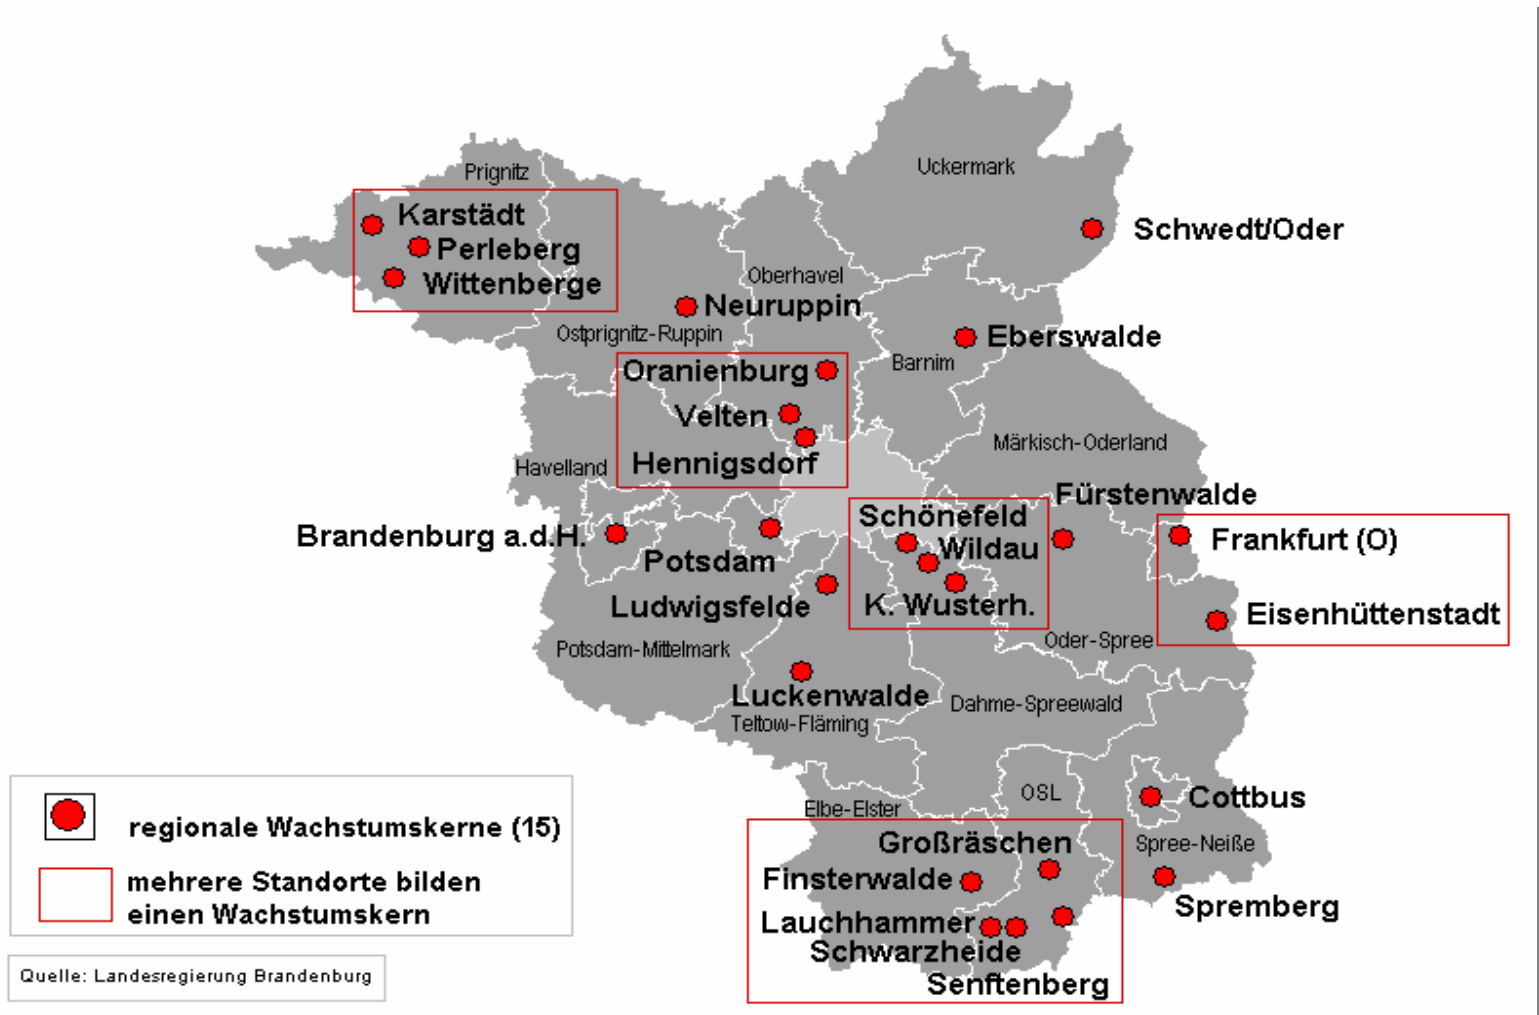 Uckermark
Prignitz
Karstädt
Perleberg
Wittenberge
Schwedt/Oder
Oberhavel
Neuruppin
Ostprignitz-Ruppin
Eberswalde
Barnim
Oranienburg
Velten
Hennigsdorf
Märkisch-Oderland
Havelland
Fürstenwalde
Schönefeld
Wildau
K. Wusterh.
Frankfurt (O)
Eisenhüttenstadt
Brandenburg a.d.H.
Potsdam
Ludwigsfelde
Oder-Spree
Potsdam-Mittelmark
Luckenwalde
Teltow-Fläming
Dahme-Spreewald
OSL
Cottbus
Elbe-Elster
Spree-Neiße
Großräschen
Finsterwalde
Lauchhammer
Schwarzheide
Senftenberg
Spremberg
regionale Wachstumskerne (15)
mehrere Standorte bilden
einen Wachstumskern
Quelle: Landesregierung Brandenburg